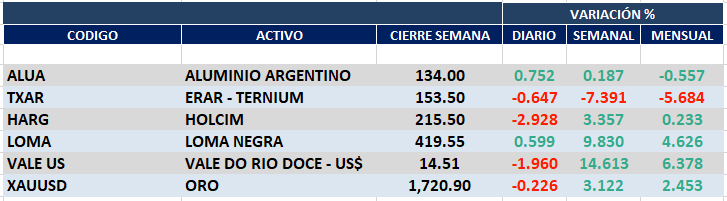 VARIACIÓN %
CODIGO ACTIVO CIERRE SEMANA DIARIO SEMANAL MENSUAL
ALUA ALUMINIO ARGENTINO 134.00 0.752 0.187 -0.557
TXAR ERAR - TERNIUM 153.50 -0.647 -7.391 -5.684
HARG HOLCIM 215.50 -2.928 3.357 0.233
LOMA LOMA NEGRA 419.55 0.599 9.830 4.626
VALE US VALE DO RIO DOCE - US$ 14.51 -1.960 14.613 6.378
XAUUSD ORO 1,720.90 -0.226 3.122 2.453